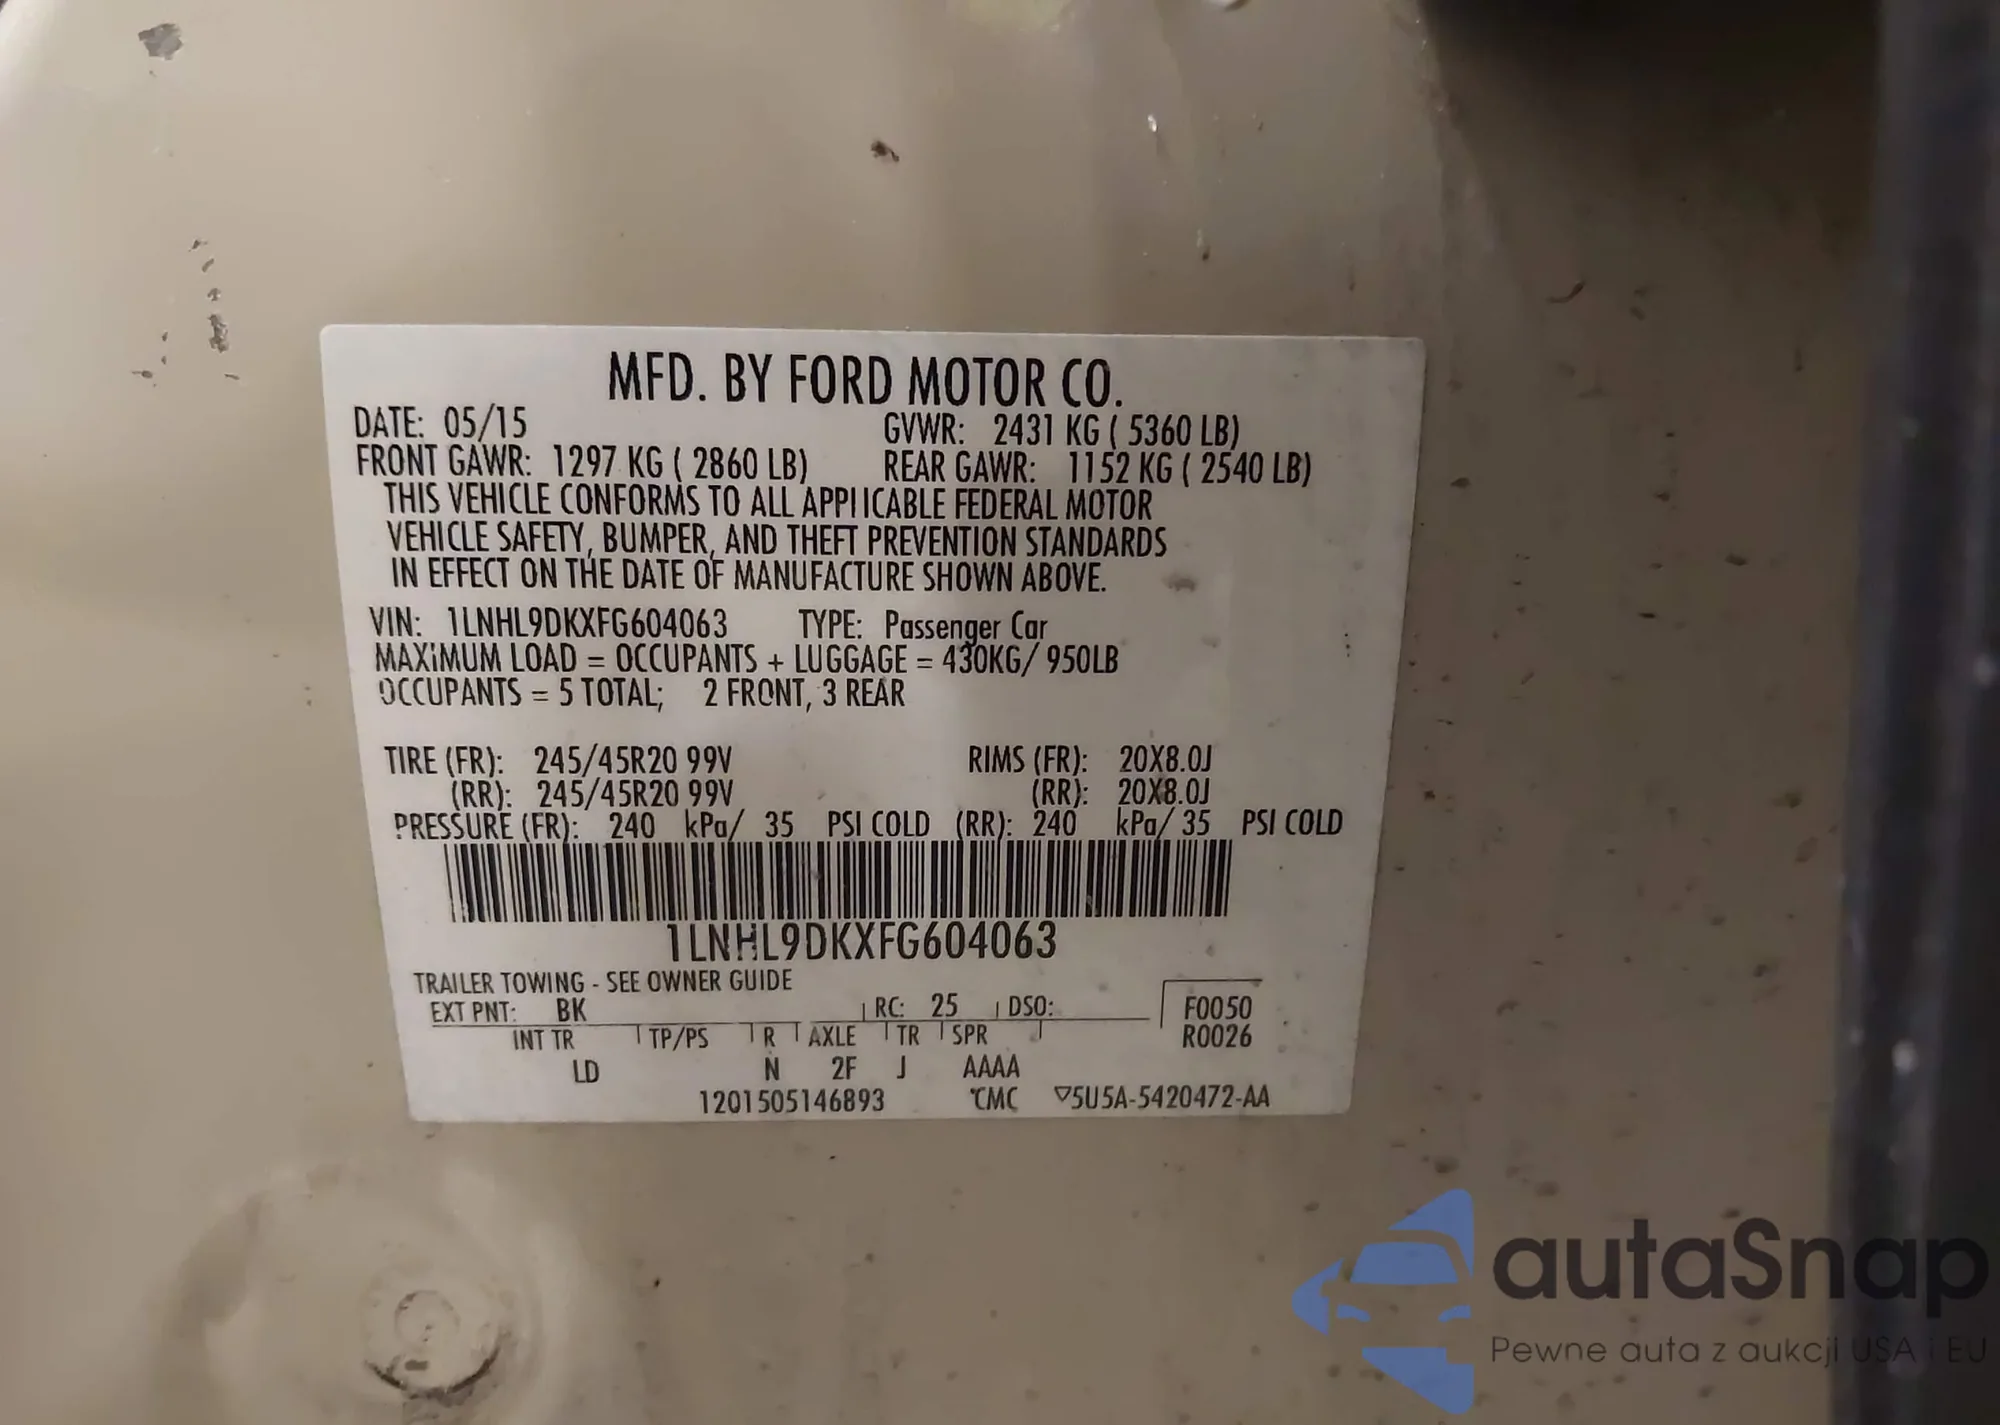 MFD. BY FORD MOTOR CO.
DATE: 05/15 GVWR: 2431 KG ( 5360 LB)
FRONT GAWR: 1297 KG ( 2860 LB) REAR GAWR: 1152 KG ( 2540 LB)
THIS VEHICLE CONFORMS TO ALL APPLICABLE FEDERAL MOTOR
VEHICLE SAFETY, BUMPER, AND THEFT PREVENTION STANDARDS
IN EFFECT ON THE DATE OF MANUFACTURE SHOWN ABOVE.
VIN: 1LNHL9DKXFG604063 TYPE: Passenger Car
MAXIMUM LOAD = OCCUPANTS + LUGGAGE = 430KG/ 950LB
OCCUPANTS = 5 TOTAL; 2 FRONT, 3 REAR
TIRE (FR): 245/45R20 99V RIMS (FR): 20X8.0J
(RR): 245/45R20 99V (RR): 20X8.0J
PRESSURE (FR): 240 kPa/ 35 PSI COLD (RR): 240 kPa/ 35 PSI COLD
1LNHL9DKXFG604063
TRAILER TOWING - SEE OWNER GUIDE
EXT PNT: BK RC: 25 DSO: F0050
INT TR TP/PS R AXLE TR SPR R0026
LD N 2F J AAAA
1201505146893 CMC ▽5U5A-5420472-AA
autaSnap
Pewne auta z aukcji USA i EU